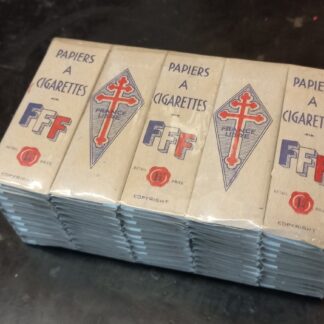 PAPIERS
A
CIGARETTES
FFF
COPYRIGHT
FRANCE
LIBRE
PAPIERS
A
CIGARETTES
FFF
COPYRIGHT
FRANCE
LIBRE
PAPIERS
A
CIGARETTES
FFF
COPYRIGHT